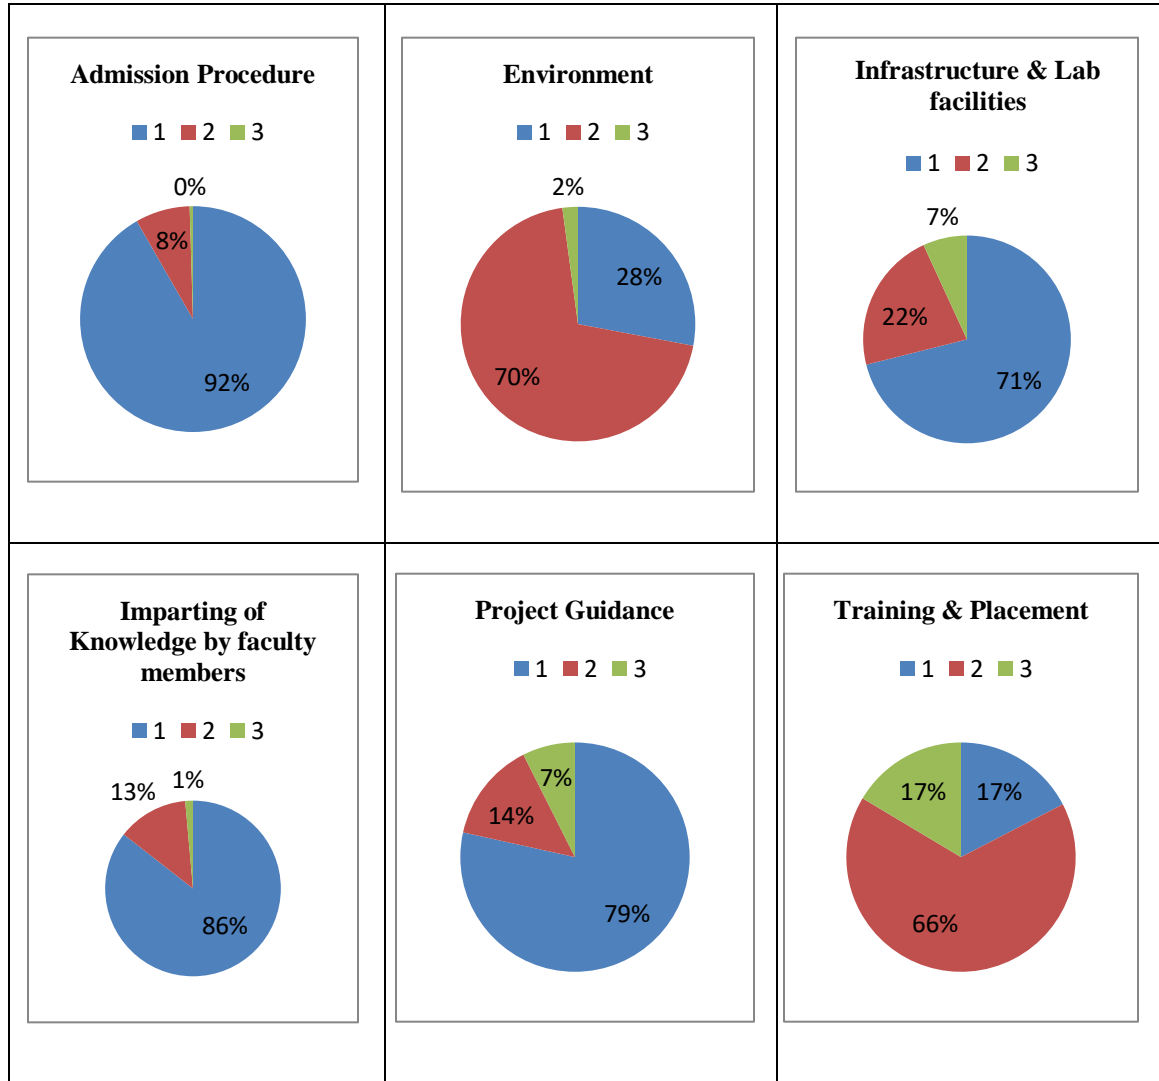 Admission Procedure
1 2 3
0%
8%
92%
Environment
1 2 3
2%
28%
70%
Infrastructure & Lab
facilities
1 2 3
7%
22%
71%
Imparting of
Knowledge by faculty
members
1 2 3
13% 1%
86%
Project Guidance
1 2 3
7%
14%
79%
Training & Placement
1 2 3
17% 17%
66%